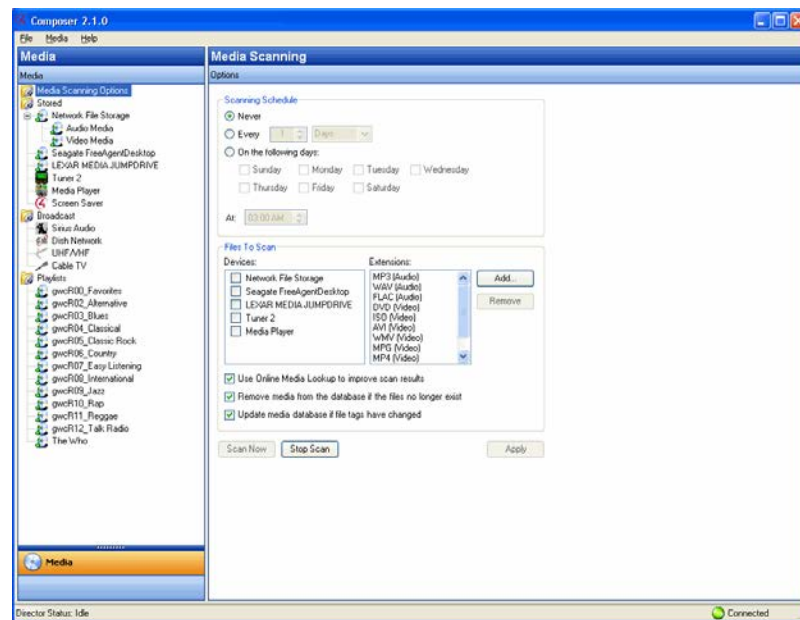 Composer 2.1.0
File Media Help
Media
Media
Media Scanning Options
Stored
Network File Storage
Audio Media
Video Media
Seagate FreeAgentDesktop
LEXAR MEDIA JUMPDRIVE
Tuner 2
Media Player
Screen Saver
Broadcast
Sirius Audio
Dish Network
UHF/VHF
Cable TV
Playlists
gwcR00_Favorites
gwcR02_Alternative
gwcR03_Blues
gwcR04_Classical
gwcR05_Classic Rock
gwcR06_Country
gwcR07_Easy Listening
gwcR08_International
gwcR09_Jazz
gwcR10_Rap
gwcR11_Reggae
gwcR12_Talk Radio
The Who
Media
Media Scanning
Options
Scanning Schedule
Never
Every 1 Days
On the following days:
Sunday Monday Tuesday Wednesday
Thursday Friday Saturday
At: 03:00 AM
Files To Scan
Devices:
Network File Storage
Seagate FreeAgentDesktop
LEXAR MEDIA JUMPDRIVE
Tuner 2
Media Player
Extensions:
MP3 (Audio)
WAV (Audio)
FLAC (Audio)
DVD (Video)
ISO (Video)
AVI (Video)
WMV (Video)
MPG (Video)
MP4 (Video)
Add...
Remove
Use Online Media Lookup to improve scan results
Remove media from the database if the files no longer exist
Update media database if file tags have changed
Scan Now Stop Scan Apply
Director Status: Idle Connected